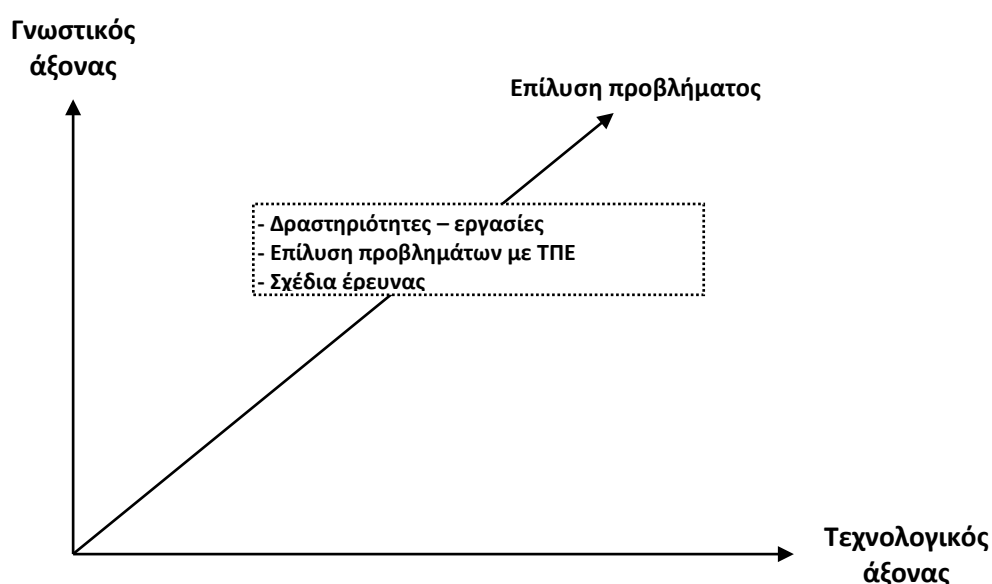 Γνωστικός
άξονας
Επίλυση προβλήματος
- Δραστηριότητες – εργασίες
- Επίλυση προβλημάτων με ΤΠΕ
- Σχέδια έρευνας
Τεχνολογικός
άξονας